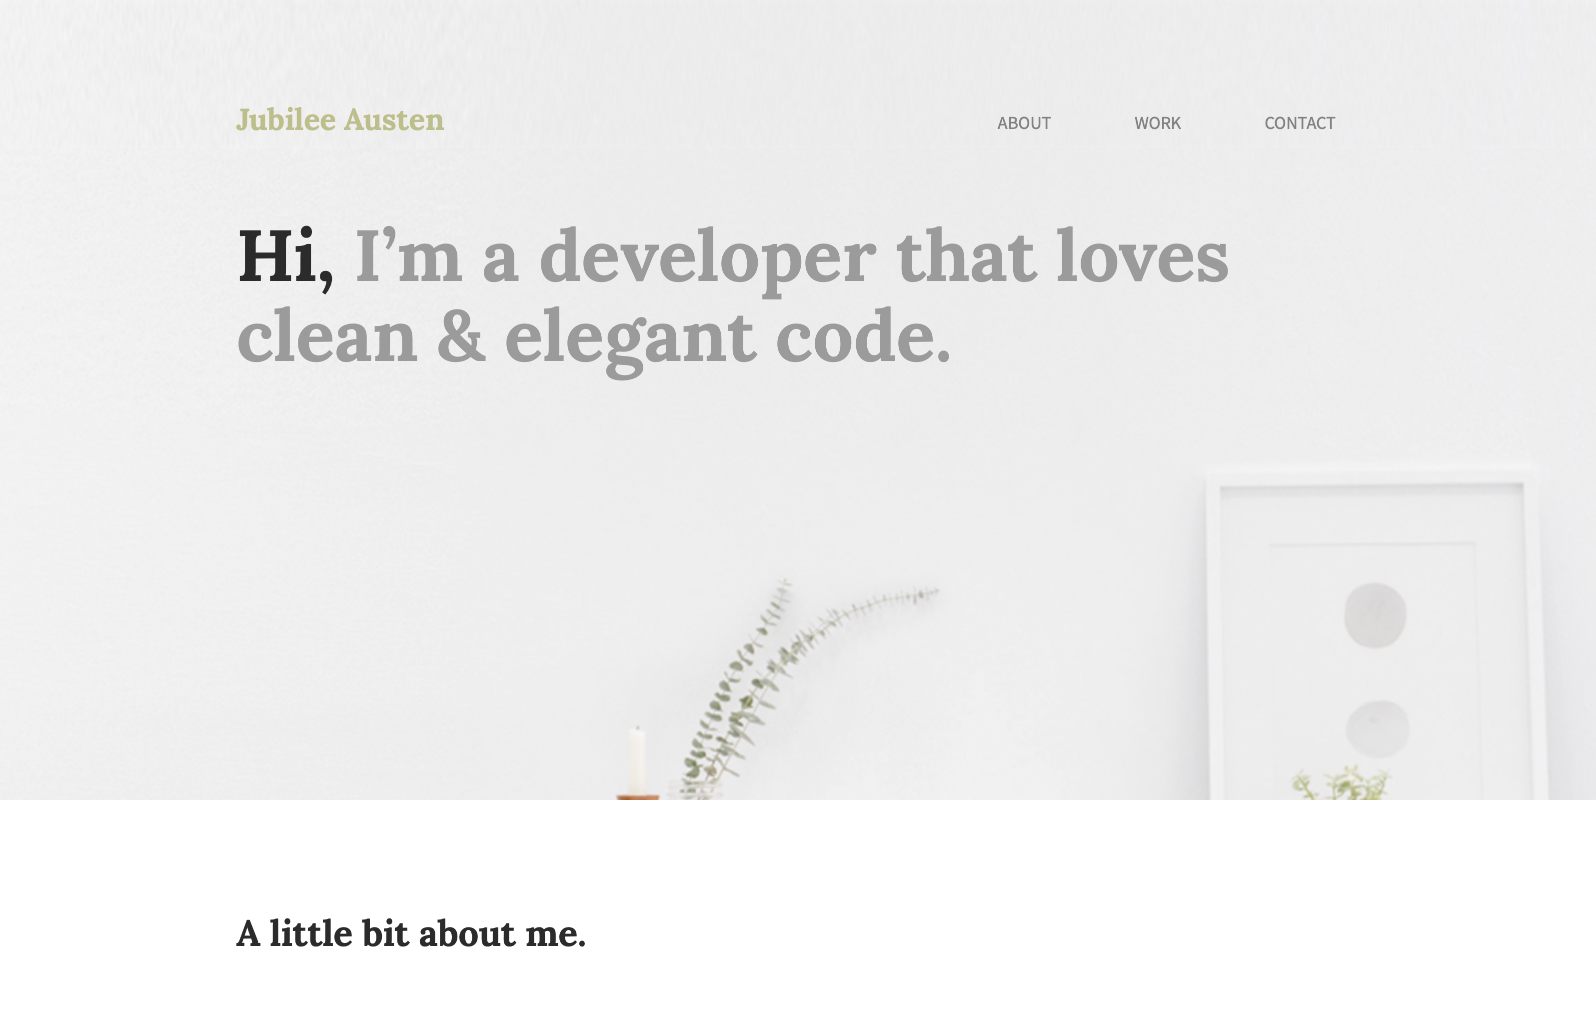 Jubilee Austen
ABOUT WORK CONTACT
Hi, I’m a developer that loves
clean & elegant code.
A little bit about me.